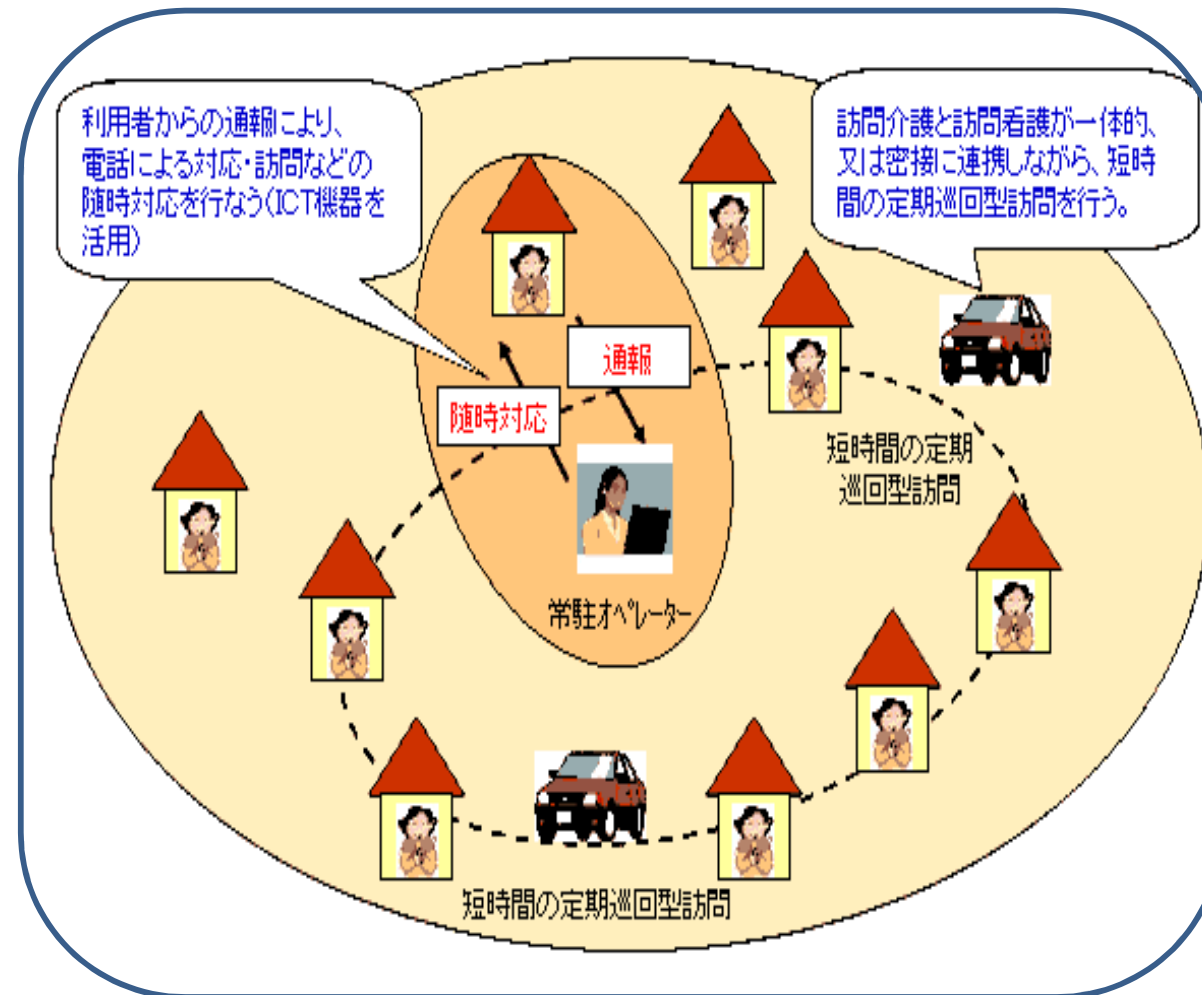 利用者からの通報により、
電話による対応・訪問などの
随時対応を行なう(ICT機器を
活用)
訪問介護と訪問看護が一体的、
又は密接に連携しながら、短時
間の定期巡回型訪問を行う。
通報
随時対応
短時間の定期
巡回型訪問
常駐オペレーター
短時間の定期巡回型訪問